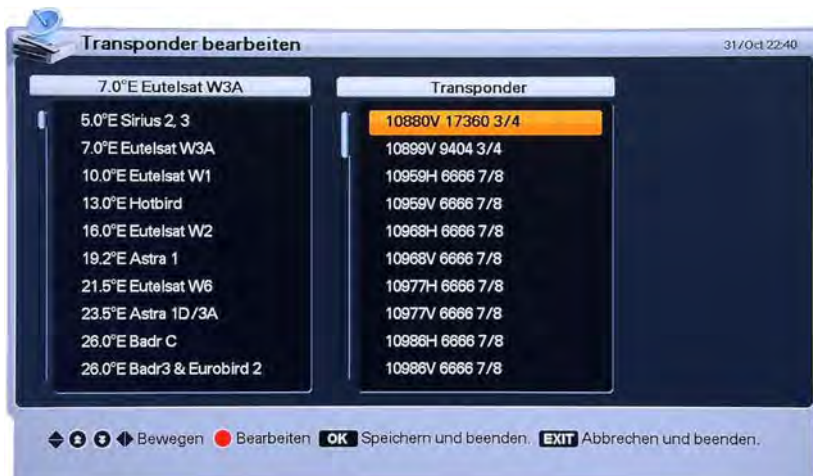 Transponder bearbeiten
31/Oct 22:40
7.0°E Eutelsat W3A
Transponder
5.0°E Sirius 2, 3
7.0°E Eutelsat W3A
10.0°E Eutelsat W1
13.0°E Hotbird
16.0°E Eutelsat W2
19.2°E Astra 1
21.5°E Eutelsat W6
23.5°E Astra 1D/3A
26.0°E Badr C
26.0°E Badr3 & Eurobird 2
10880V 17360 3/4
10899V 9404 3/4
10959H 6666 7/8
10959V 6666 7/8
10968H 6666 7/8
10968V 6666 7/8
10977H 6666 7/8
10977V 6666 7/8
10986H 6666 7/8
10986V 6666 7/8
Bewegen Bearbeiten OK Speichern und beenden. EXIT Abbrechen und beenden.